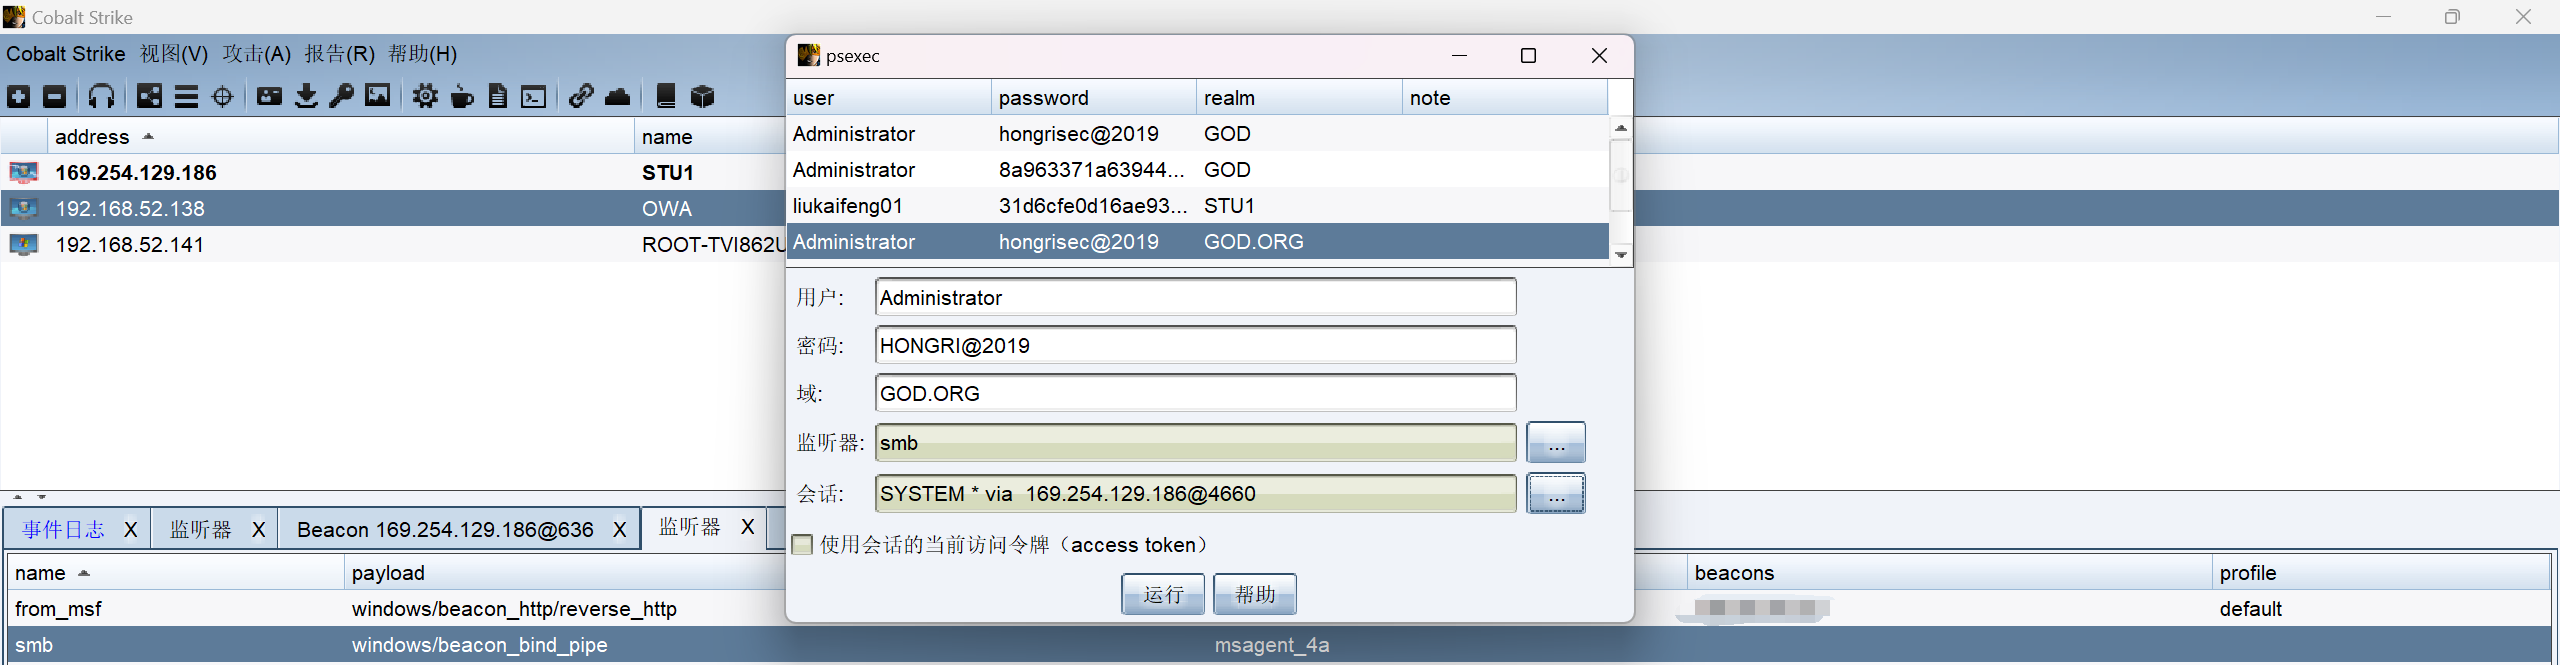 Cobalt Strike
Cobalt Strike 视图(V) 攻击(A) 报告(R) 帮助(H)
address name
169.254.129.186 STU1
192.168.52.138 OWA
192.168.52.141 ROOT-TVI862U
psexec
user password realm note
Administrator hongrisec@2019 GOD
Administrator 8a963371a63944... GOD
liukaifeng01 31d6cfe0d16ae93... STU1
Administrator hongrisec@2019 GOD.ORG
用户: Administrator
密码: HONGRI@2019
域: GOD.ORG
监听器: smb ...
会话: SYSTEM * via 169.254.129.186@4660 ...
使用会话的当前访问令牌（access token）
运行 帮助
事件日志 X 监听器 X Beacon 169.254.129.186@636 X 监听器 X
name payload beacons profile
from_msf windows/beacon_http/reverse_http default
smb windows/beacon_bind_pipe msagent_4a